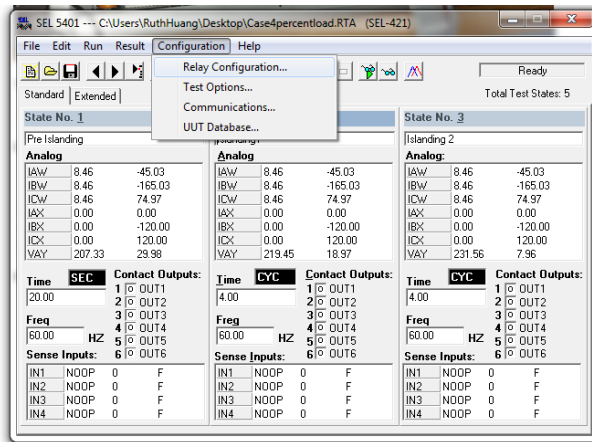 SEL 5401 --- C:\Users\RuthHuang\Desktop\Case4percentload.RTA (SEL-421)
File Edit Run Result Configuration Help
Relay Configuration...
Test Options...
Communications...
UUT Database...
Ready
Standard Extended
Total Test States: 5
State No. 1
Pre Islanding
Analog
IAW 8.46 -45.03
IBW 8.46 -165.03
ICW 8.46 74.97
IAX 0.00 0.00
IBX 0.00 -120.00
ICX 0.00 120.00
VAY 207.33 29.98
Time SEC Contact Outputs:
20.00
1 OUT1
2 OUT2
3 OUT3
4 OUT4
5 OUT5
6 OUT6
Freq
60.00 HZ
Sense Inputs:
IN1 NOOP 0 F
IN2 NOOP 0 F
IN3 NOOP 0 F
IN4 NOOP 0 F
Analog
IAW 8.46 -45.03
IBW 8.46 -165.03
ICW 8.46 74.97
IAX 0.00 0.00
IBX 0.00 -120.00
ICX 0.00 120.00
VAY 219.45 18.97
Time CYC Contact Outputs:
4.00
1 OUT1
2 OUT2
3 OUT3
4 OUT4
5 OUT5
6 OUT6
Freq
60.00 HZ
Sense Inputs:
IN1 NOOP 0 F
IN2 NOOP 0 F
IN3 NOOP 0 F
IN4 NOOP 0 F
State No. 3
Islanding 2
Analog:
IAW 8.46 -45.03
IBW 8.46 -165.03
ICW 8.46 74.97
IAX 0.00 0.00
IBX 0.00 -120.00
ICX 0.00 120.00
VAY 231.56 7.96
Time CYC Contact Outputs:
4.00
1 OUT1
2 OUT2
3 OUT3
4 OUT4
5 OUT5
6 OUT6
Freq
60.00 HZ
Sense Inputs:
IN1 NOOP 0 F
IN2 NOOP 0 F
IN3 NOOP 0 F
IN4 NOOP 0 F